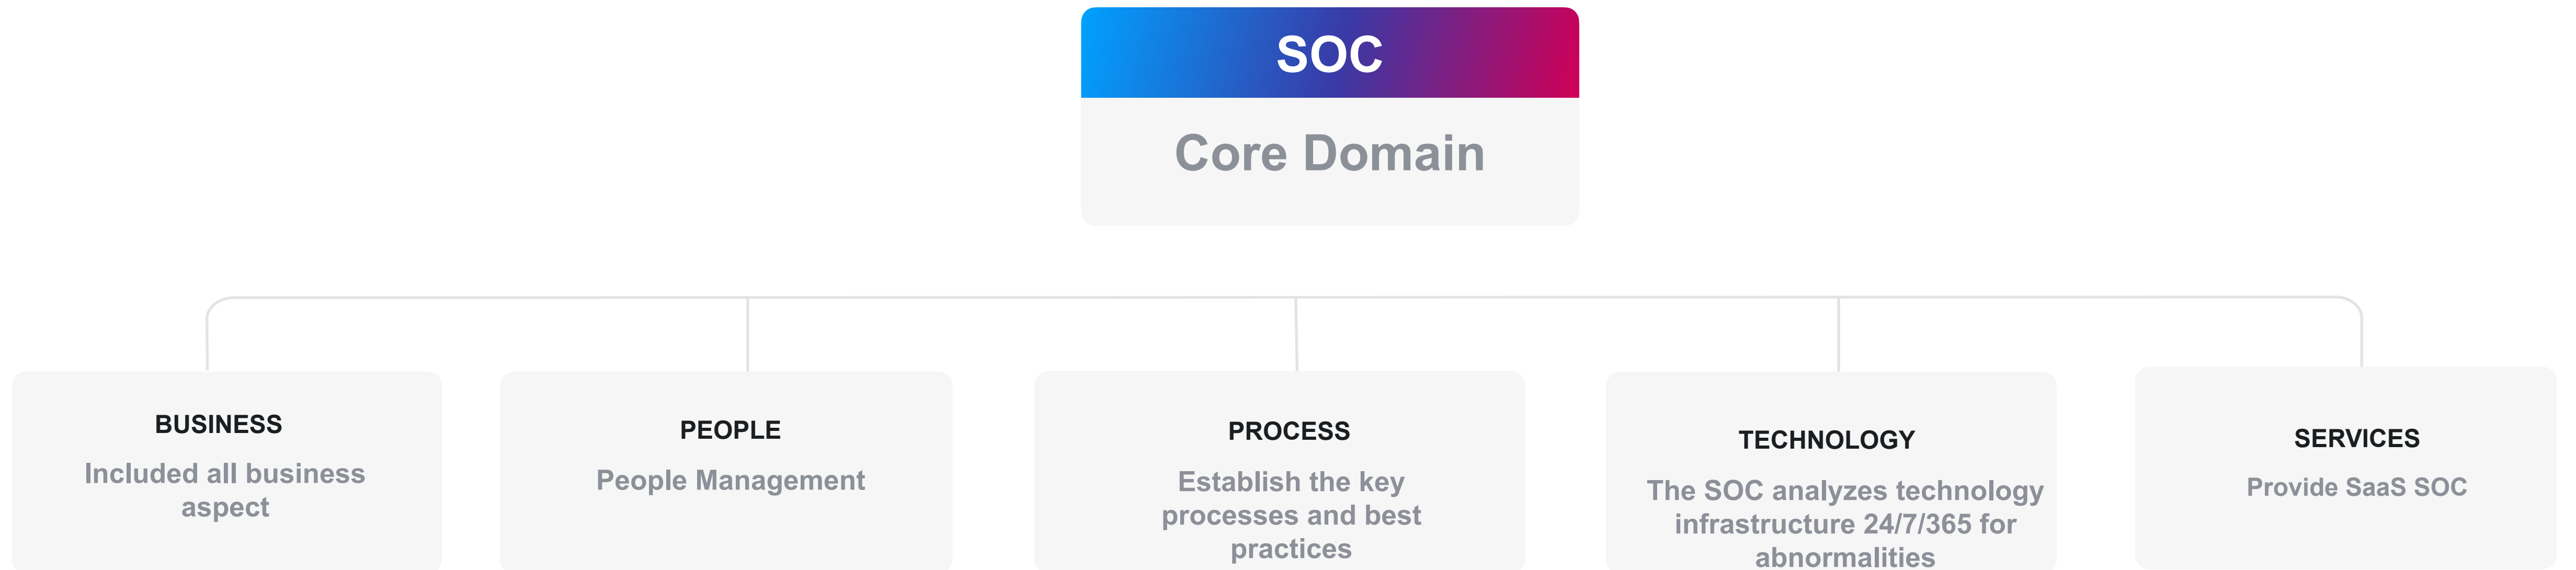 SOC
Core Domain
BUSINESS
Included all business
aspect
PEOPLE
People Management
PROCESS
Establish the key
processes and best
practices
TECHNOLOGY
The SOC analyzes technology
infrastructure 24/7/365 for
abnormalities
SERVICES
Provide SaaS SOC